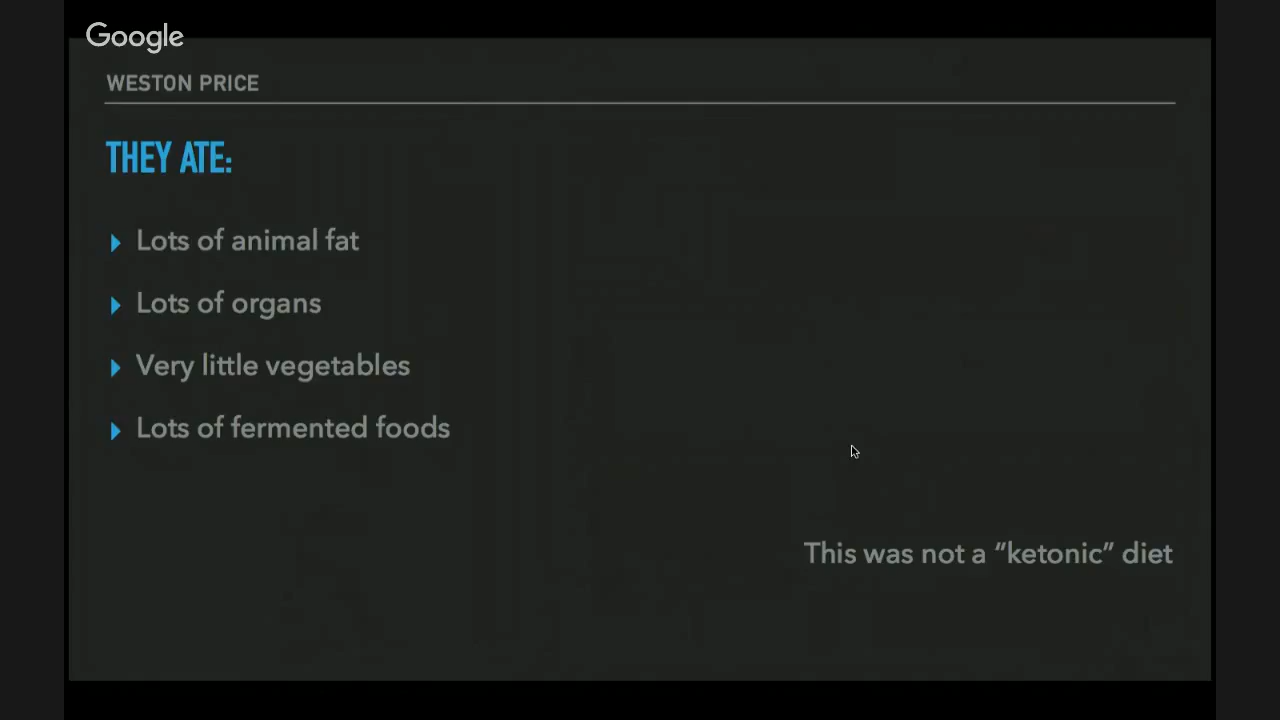 Google
WESTON PRICE
THEY ATE:
Lots of animal fat
Lots of organs
Very little vegetables
Lots of fermented foods
This was not a “ketonic” diet